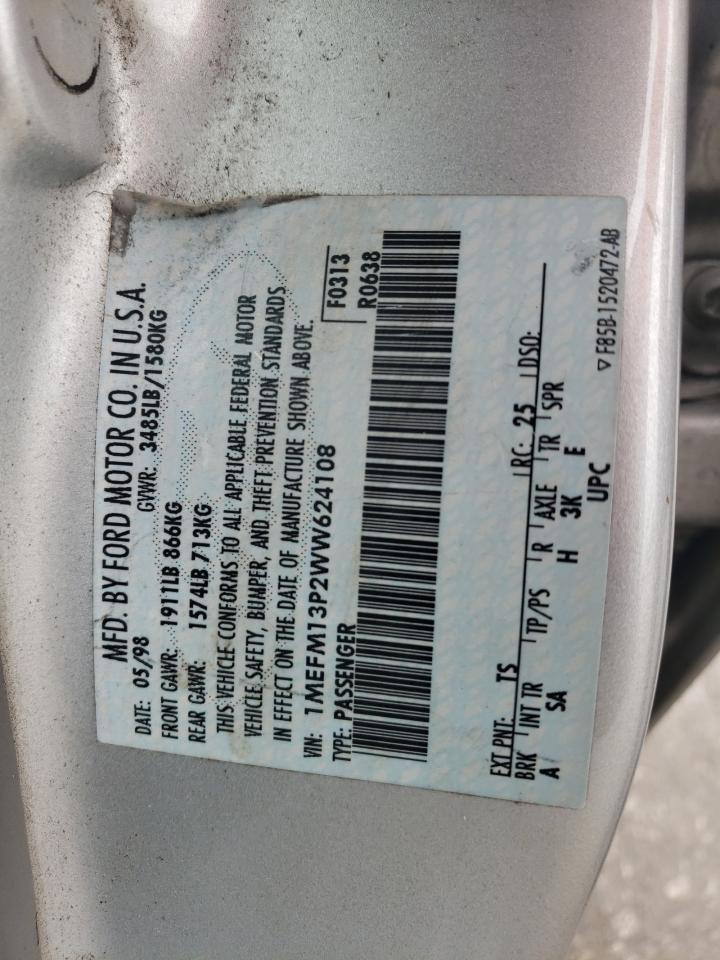 MFD. BY FORD MOTOR CO. IN U.S.A.
DATE: 05/98 GVWR: 3485LB/1580KG
FRONT GAWR: 1911LB 866KG
REAR GAWR: 1574LB 713KG
THIS VEHICLE CONFORMS TO ALL APPLICABLE FEDERAL MOTOR
VEHICLE SAFETY, BUMPER, AND THEFT PREVENTION STANDARDS
IN EFFECT ON THE DATE OF MANUFACTURE SHOWN ABOVE.
VIN: 1MEFM13P2WW624108 F0313
TYPE: PASSENGER R0638
EXT PNT: TS RC: 25 DSO:
BRK INT TR TP/PS R AXLE TR SPR
A SA H 3K E
UPC
▽ F85B-1520472-AB